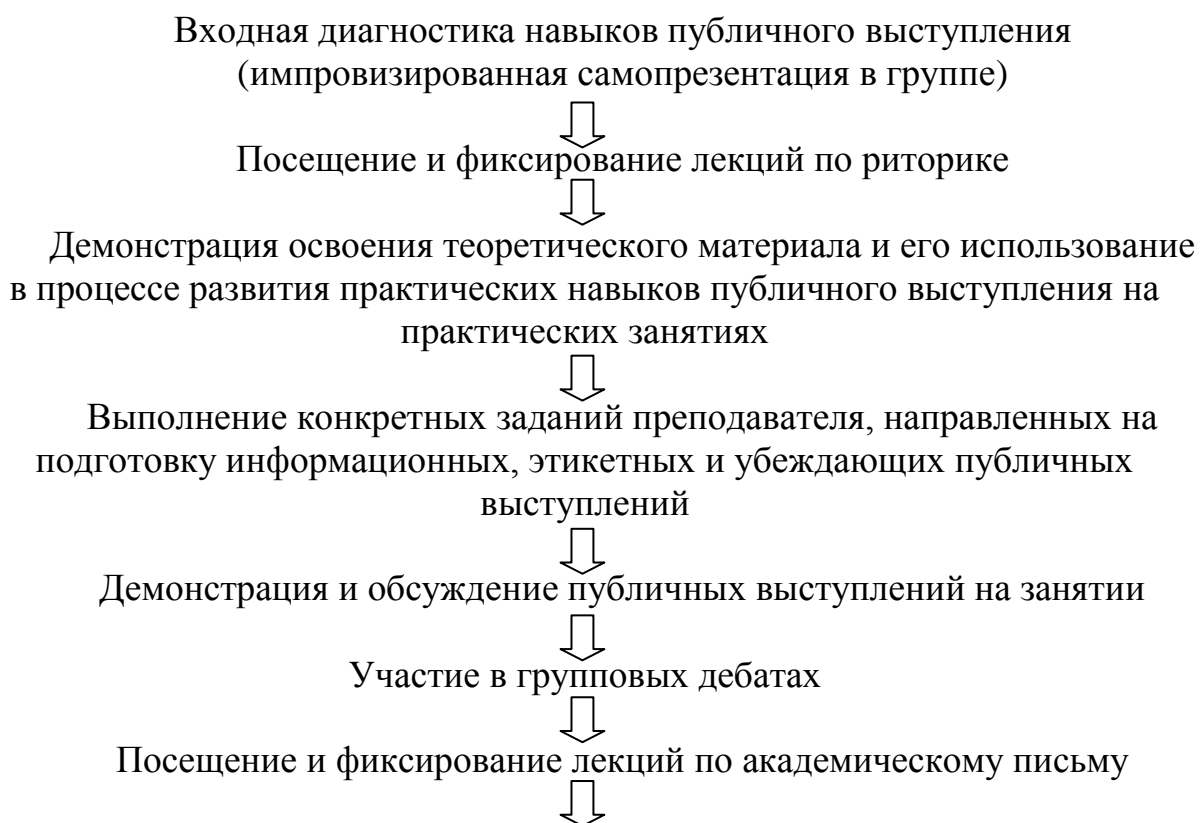 Входная диагностика навыков публичного выступления
(импровизированная самопрезентация в группе)
Посещение и фиксирование лекций по риторике
Демонстрация освоения теоретического материала и его использование
в процессе развития практических навыков публичного выступления на
практических занятиях
Выполнение конкретных заданий преподавателя, направленных на
подготовку информационных, этикетных и убеждающих публичных
выступлений
Демонстрация и обсуждение публичных выступлений на занятии
Участие в групповых дебатах
Посещение и фиксирование лекций по академическому письму